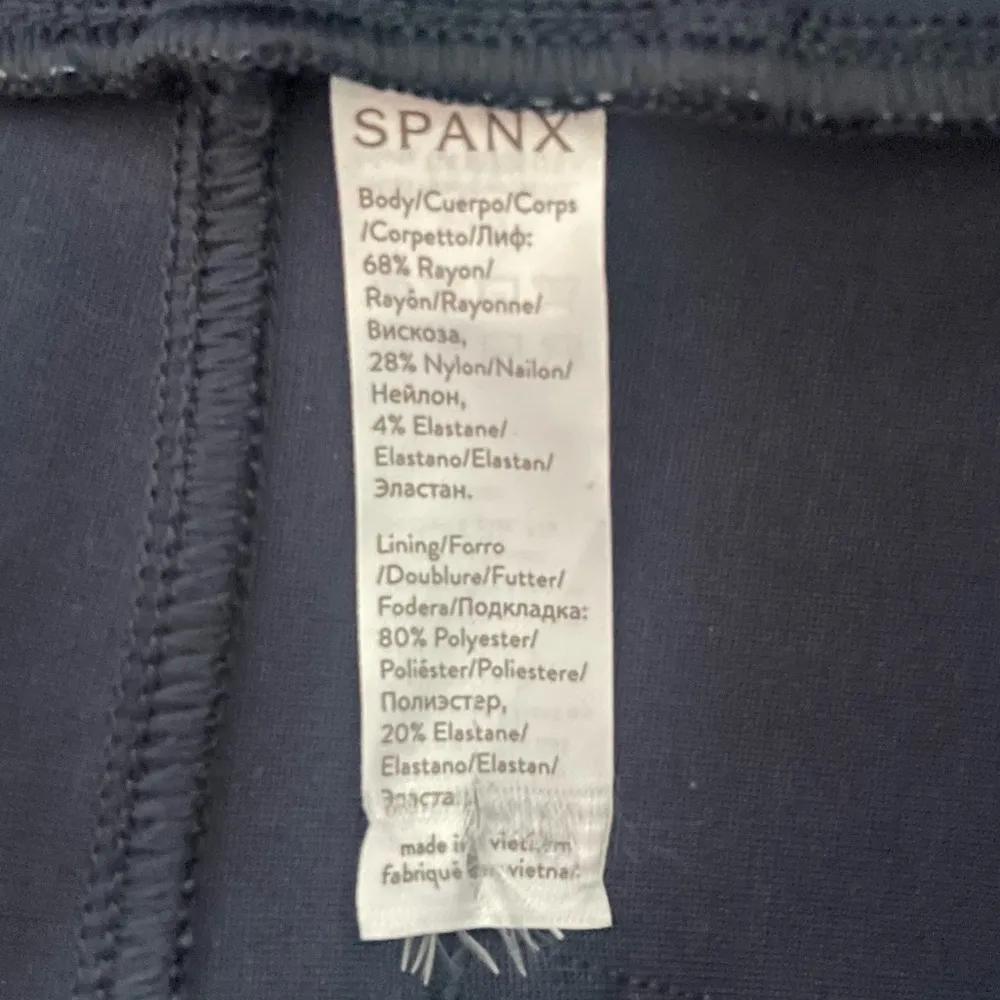 SPANX
Body/Cuerpo/Corps
/Corpetto/Лиф:
68% Rayon/
Rayôn/Rayonne/
Вискоза,
28% Nylon/Nailon/
Нейлон,
4% Elastane/
Elastano/Elastan/
Эластан.
Lining/Forro
/Doublure/Futter/
Fodera/Подкладка:
80% Polyester/
Poliéster/Poliestere/
Полиэстер,
20% Elastane/
Elastano/Elastan/
made
fabriqué